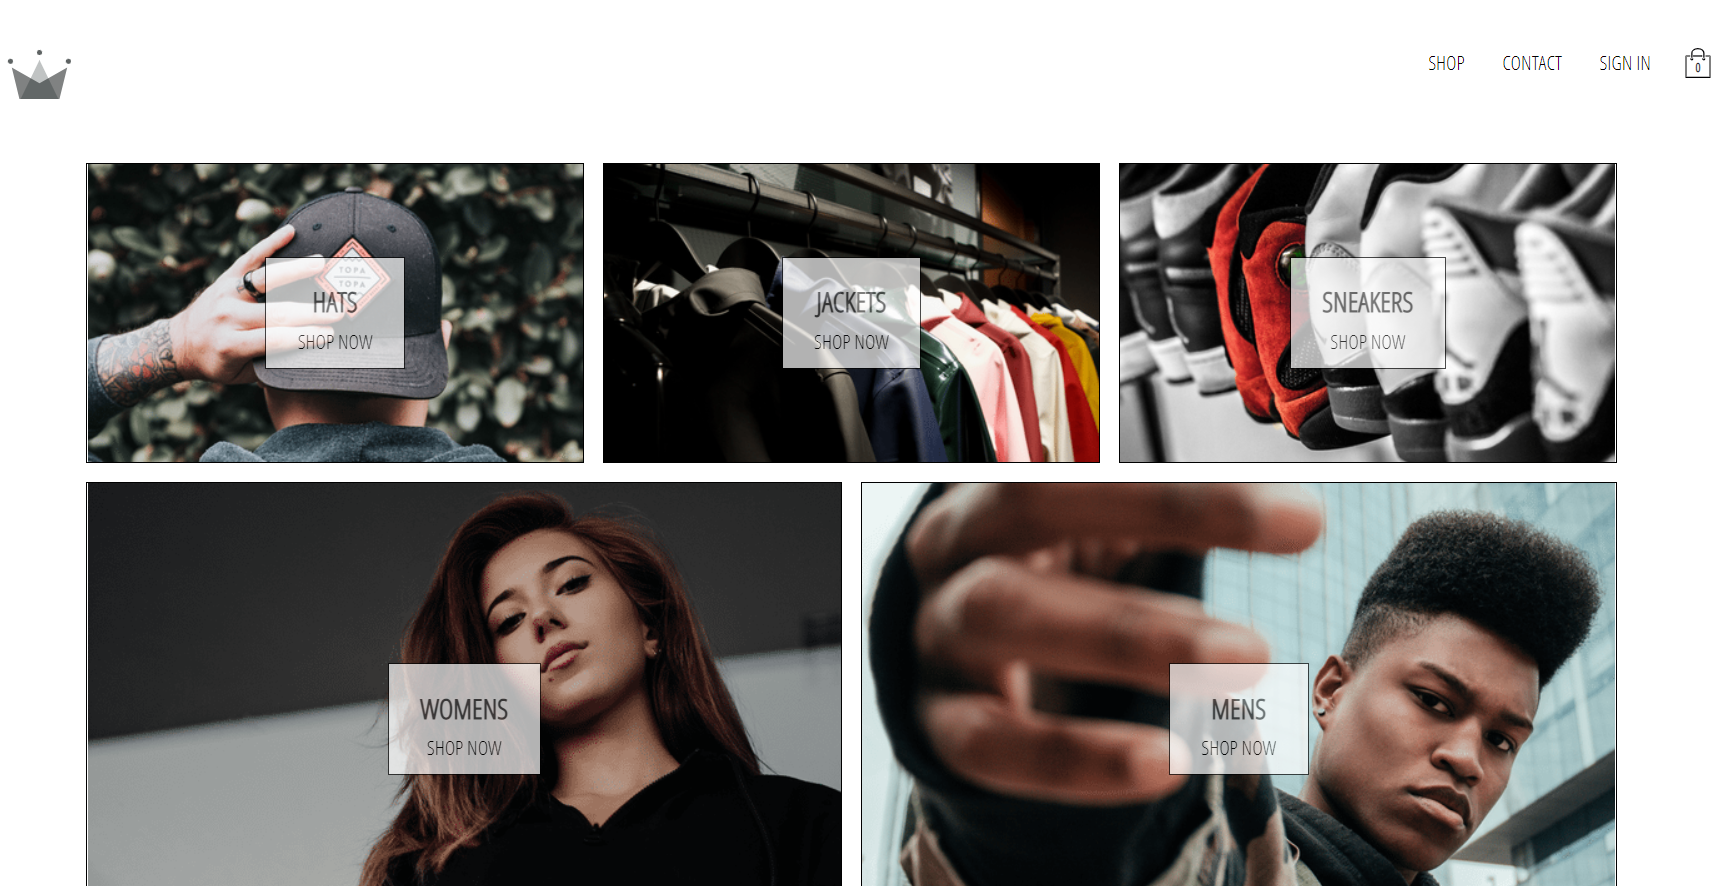 SHOP
CONTACT
SIGN IN
0
TOPA
TOPA
HATS
SHOP NOW
JACKETS
SHOP NOW
SNEAKERS
SHOP NOW
WOMENS
SHOP NOW
MENS
SHOP NOW